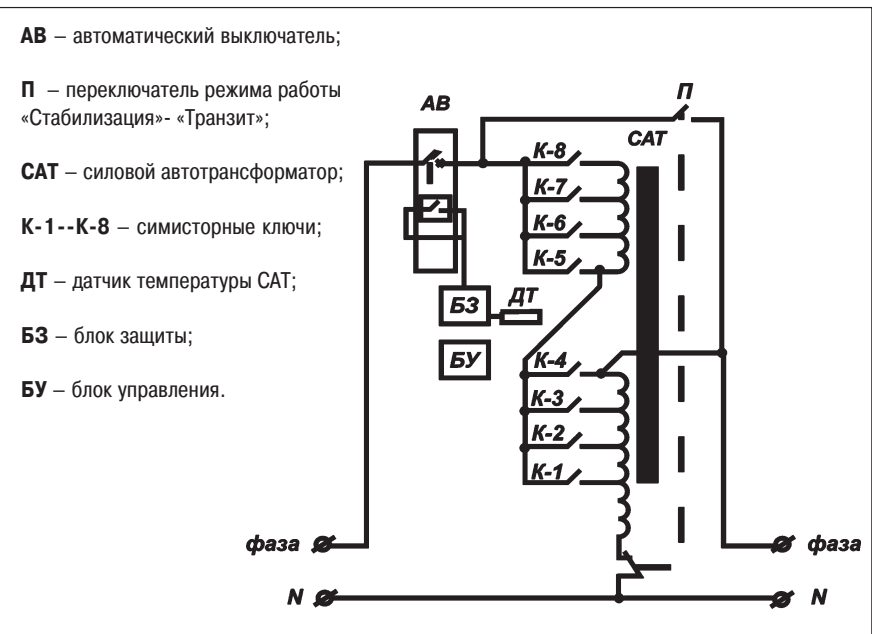 АВ – автоматический выключатель;
П – переключатель режима работы
«Стабилизация»- «Транзит»;
САТ – силовой автотрансформатор;
К-1--К-8 – симисторные ключи;
ДТ – датчик температуры САТ;
БЗ – блок защиты;
БУ – блок управления.
АВ
П
САТ
К-8
К-7
К-6
К-5
БЗ
ДТ
БУ
К-4
К-3
К-2
К-1
фаза
фаза
N
N